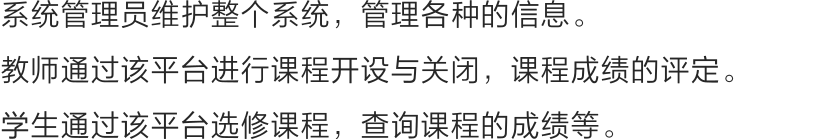 系统管理员维护整个系统，管理各种的信息。
教师通过该平台进行课程开设与关闭，课程成绩的评定。
学生通过该平台选修课程，查询课程的成绩等。